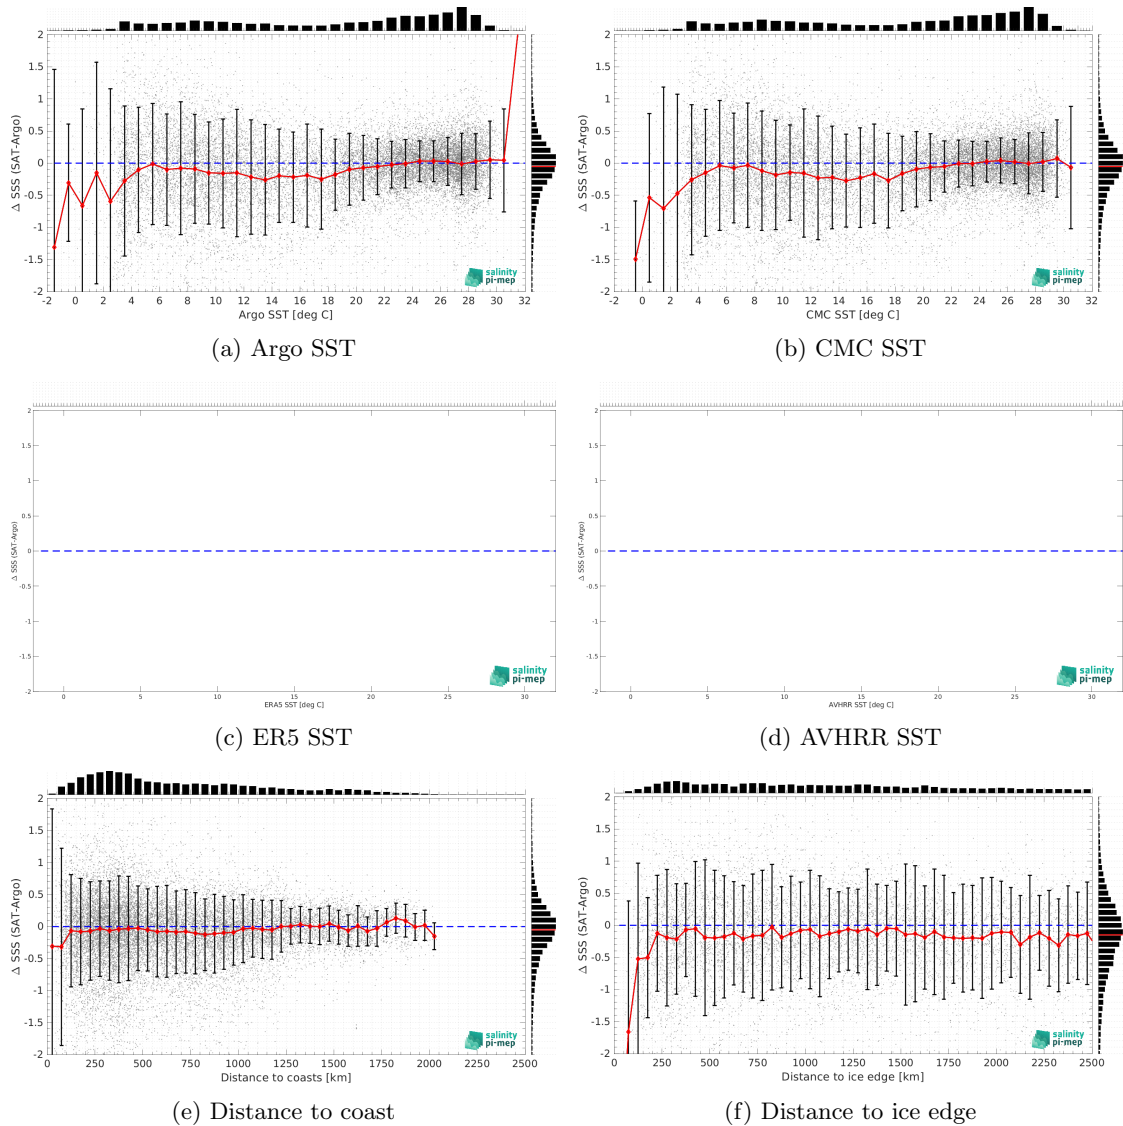 2
1.5
1
0.5
0
-0.5
-1
-1.5
-2
Δ SSS (SAT-Argo)
-2 0 2 4 6 8 10 12 14 16 18 20 22 24 26 28 30 32
Argo SST [deg C]
salinity
pi-mep
(a) Argo SST
2
1.5
1
0.5
0
-0.5
-1
-1.5
-2
Δ SSS (SAT-Argo)
-2 0 2 4 6 8 10 12 14 16 18 20 22 24 26 28 30 32
CMC SST [deg C]
salinity
pi-mep
(b) CMC SST
2
1.5
1
0.5
0
-0.5
-1
-1.5
-2
Δ SSS (SAT-Argo)
0 5 10 15 20 25 30
ERA5 SST [deg C]
salinity
pi-mep
(c) ER5 SST
2
1.5
1
0.5
0
-0.5
-1
-1.5
-2
Δ SSS (SAT-Argo)
0 5 10 15 20 25 30
AVHRR SST [deg C]
salinity
pi-mep
(d) AVHRR SST
2
1.5
1
0.5
0
-0.5
-1
-1.5
-2
Δ SSS (SAT-Argo)
0 250 500 750 1000 1250 1500 1750 2000 2250 2500
Distance to coasts [km]
salinity
pi-mep
(e) Distance to coast
2
1.5
1
0.5
0
-0.5
-1
-1.5
-2
Δ SSS (SAT-Argo)
0 250 500 750 1000 1250 1500 1750 2000 2250 2500
Distance to ice edge [km]
salinity
pi-mep
(f) Distance to ice edge